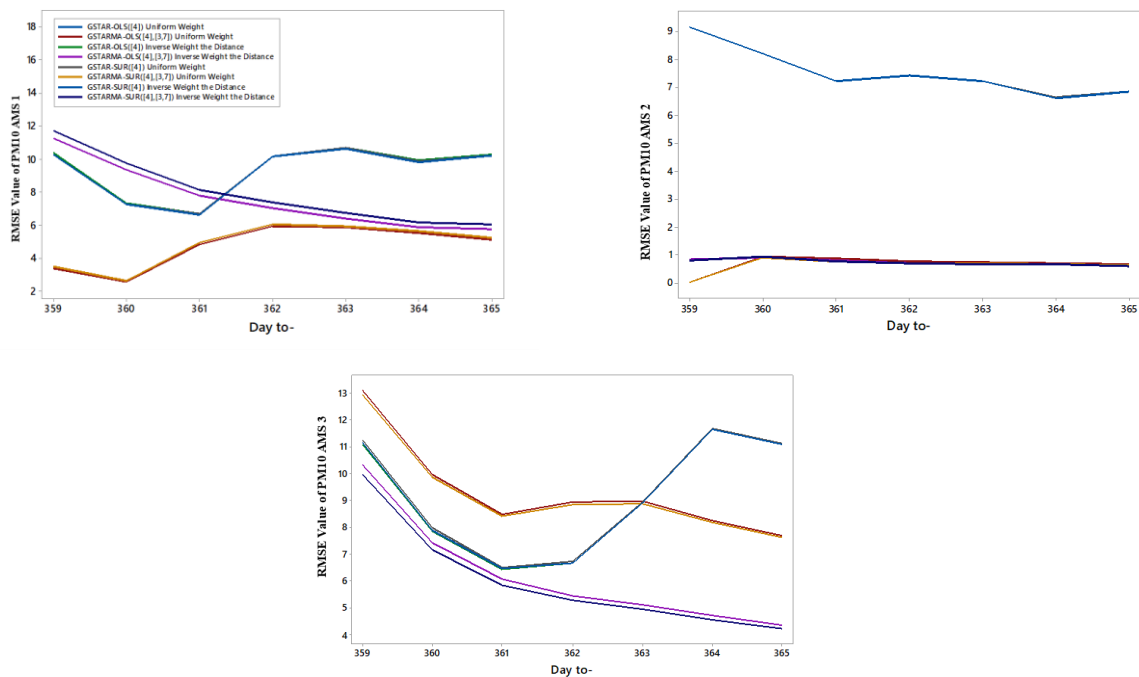 18
16
14
12
10
8
6
4
2
RMSE Value of PM10 AMS 1
GSTAR-OLS([4]) Uniform Weight
GSTARMA-OLS([4],[3,7]) Uniform Weight
GSTAR-OLS([4]) Inverse Weight the Distance
GSTARMA-OLS([4],[3,7]) Inverse Weight the Distance
GSTAR-SUR([4]) Uniform Weight
GSTARMA-SUR([4],[3,7]) Uniform Weight
GSTAR-SUR([4]) Inverse Weight the Distance
GSTARMA-SUR([4],[3,7]) Inverse Weight the Distance
359 360 361 362 363 364 365
Day to-
9
8
7
6
5
4
3
2
1
0
RMSE Value of PM10 AMS 2
359 360 361 362 363 364 365
Day to-
13
12
11
10
9
8
7
6
5
4
RMSE Value of PM10 AMS 3
359 360 361 362 363 364 365
Day to-